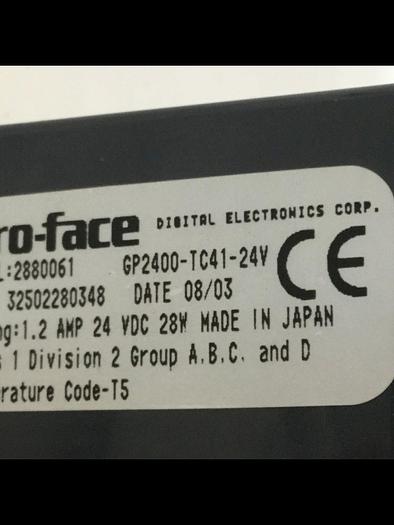 ro-face DIGITAL ELECTRONICS CORP.
L:2880061 GP2400-TC41-24V CE
32502280348 DATE 08/03
g:1.2 AMP 24 VDC 28W MADE IN JAPAN
s 1 Division 2 Group A.B.C. and D
rature Code-T5